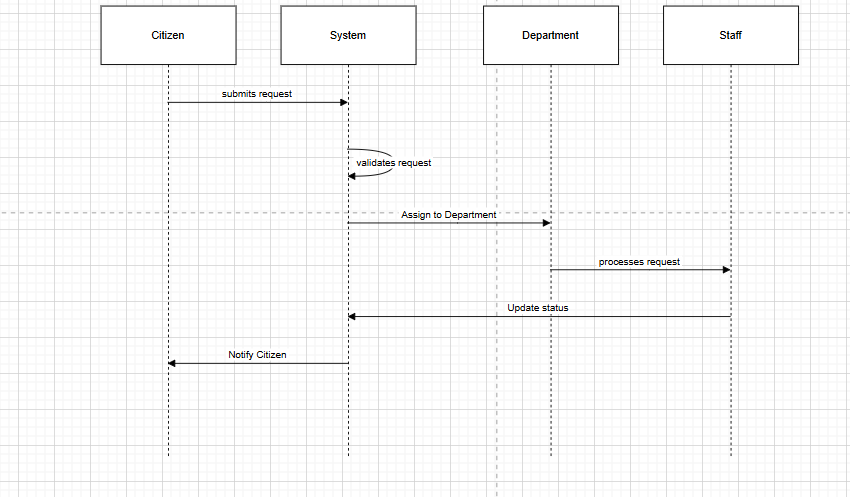 Citizen
System
Department
Staff
submits request
validates request
Assign to Department
processes request
Update status
Notify Citizen